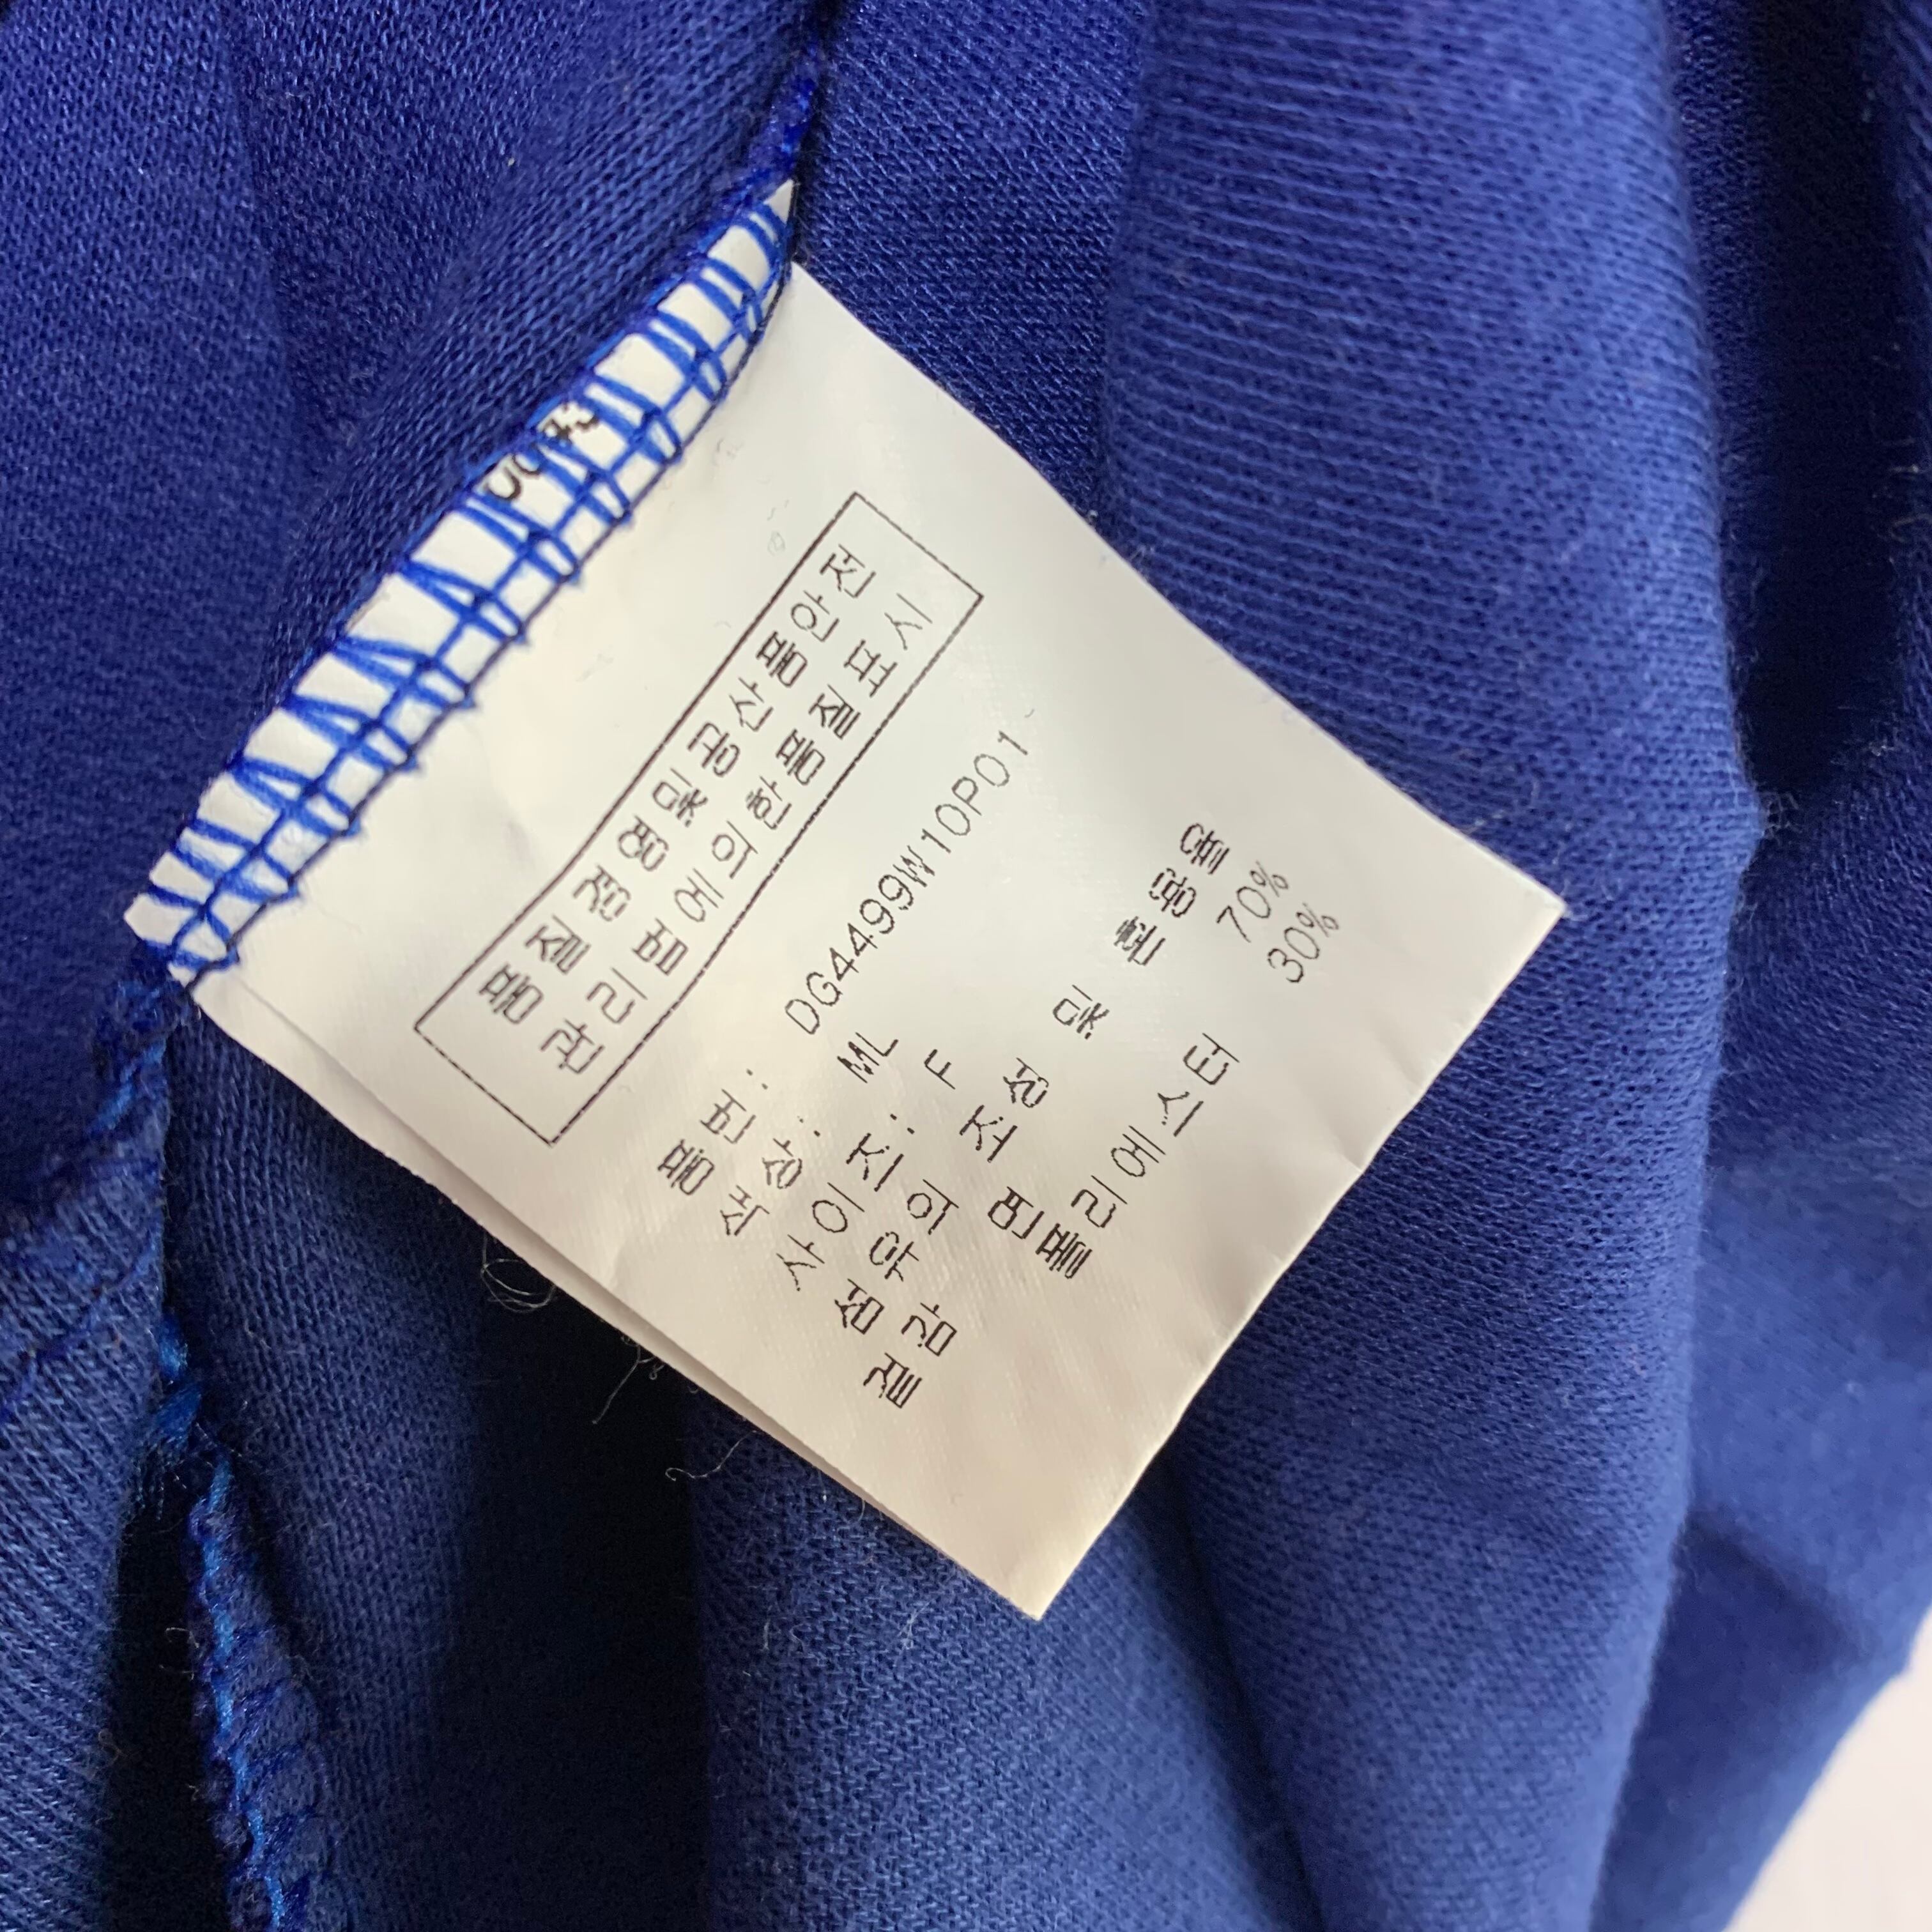 품질경영및공산품안전
관리법에의한품질표시
품번: DG4499W10P01
색상: ML
사이즈: F
섬유의 조성 및 혼용율
겉감 면 70%
폴리에스터 30%